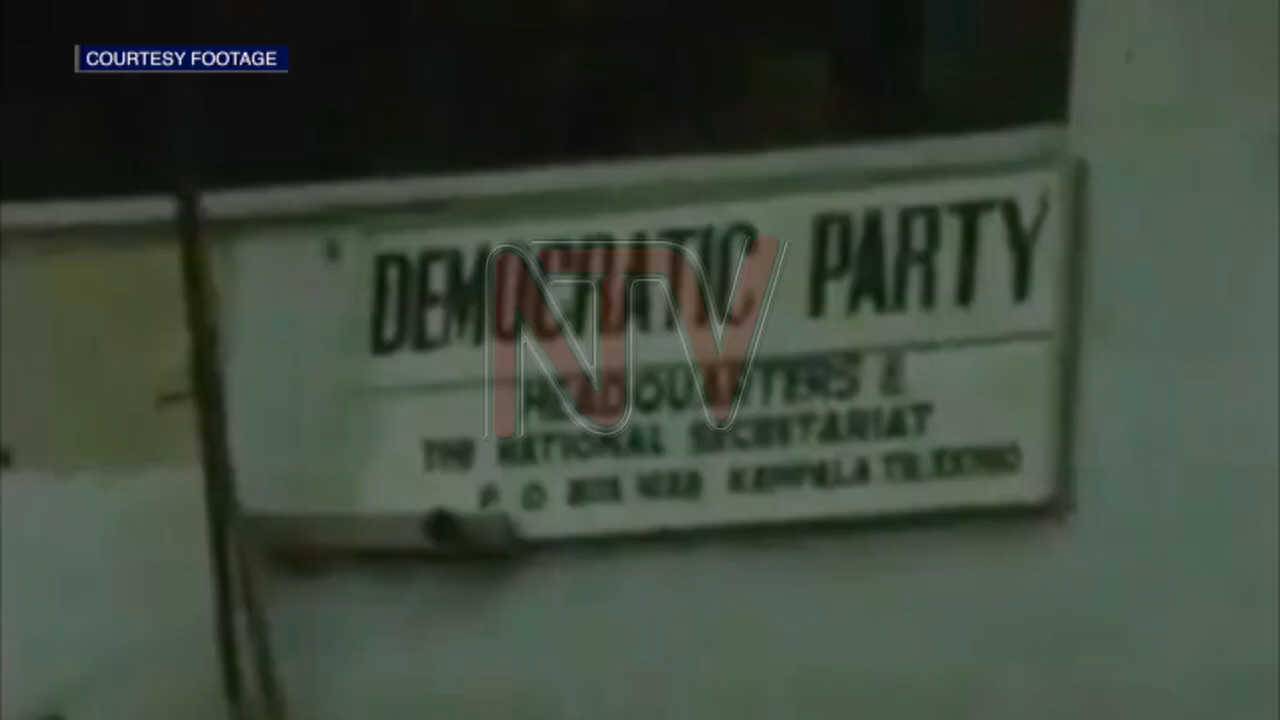 COURTESY FOOTAGE
DEMOCRATIC PARTY
NTV
HEADQUARTERS &
THE NATIONAL SECRETARIAT
P. O BOX KAMPALA